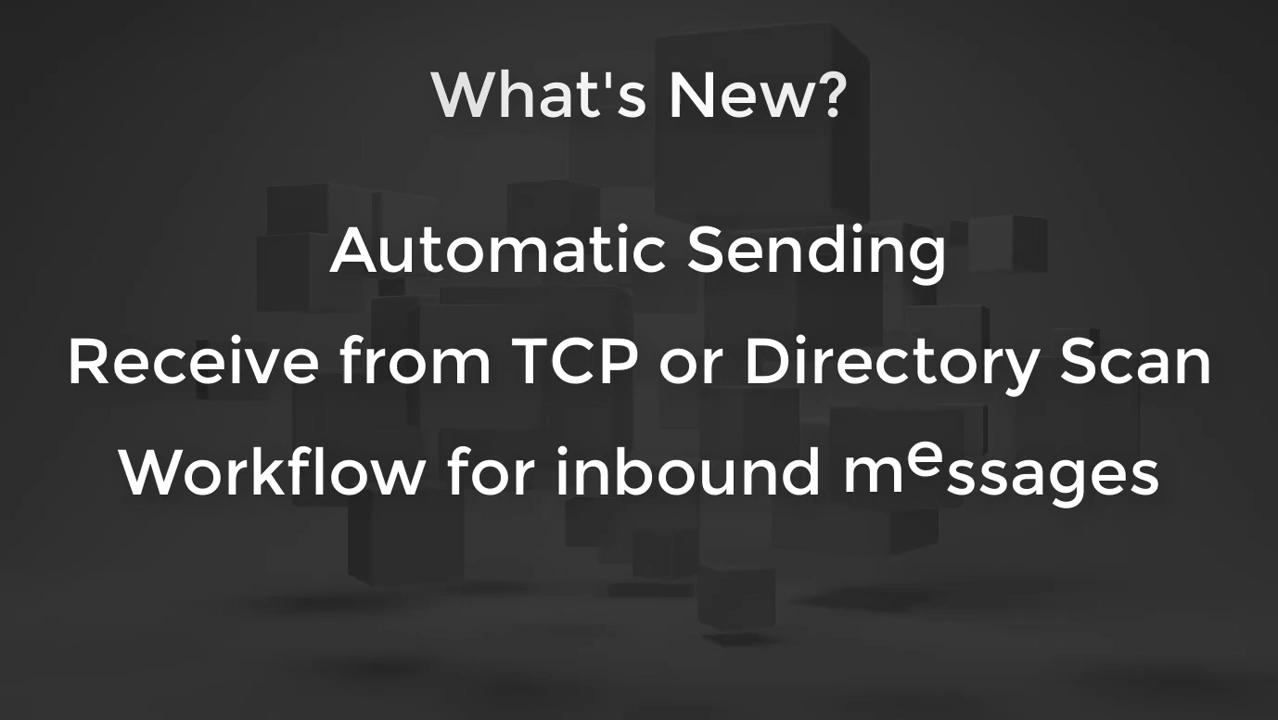 What's New?
Automatic Sending
Receive from TCP or Directory Scan
Workflow for inbound messages